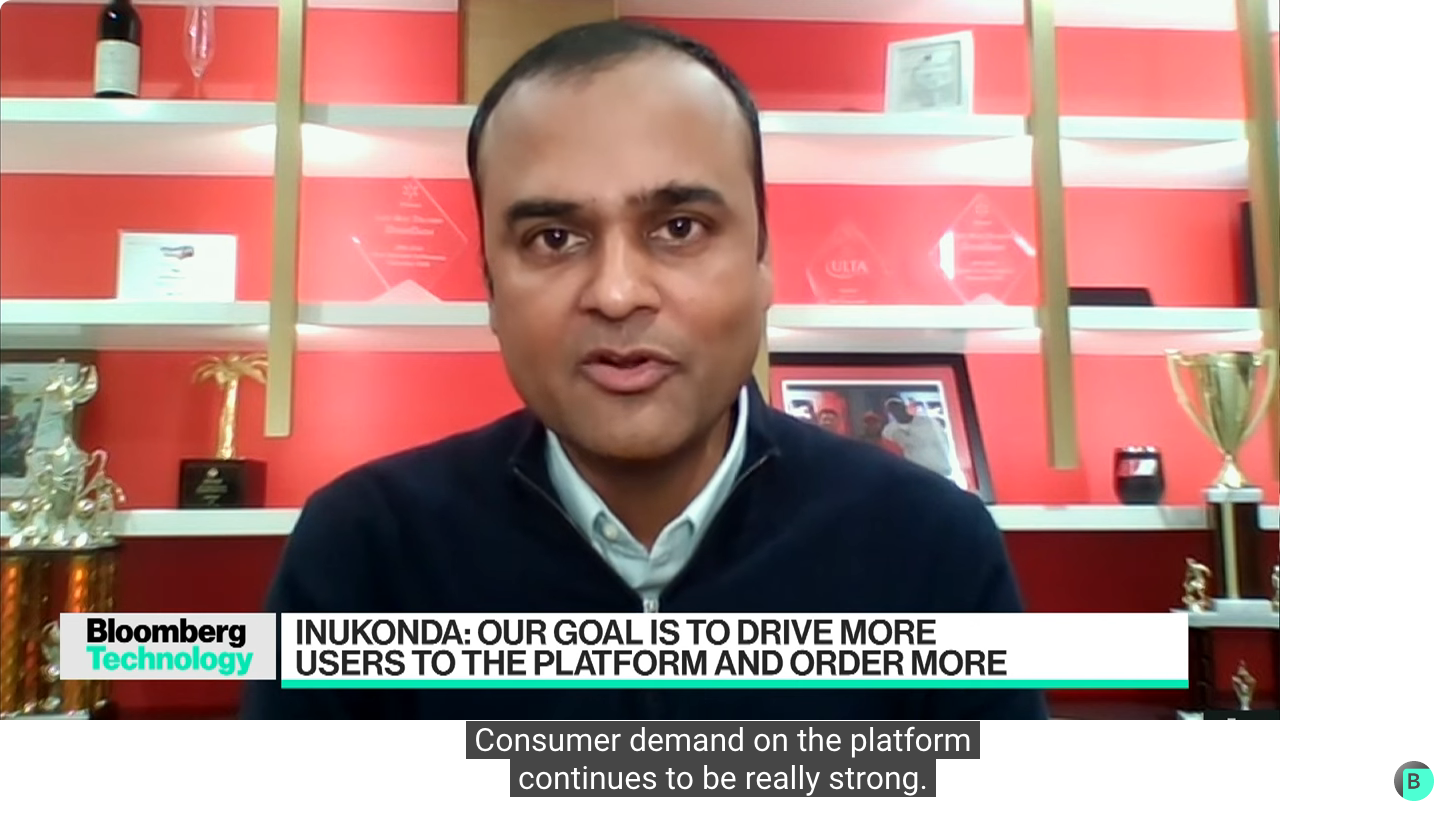 ULTA
Bloomberg
Technology
INUKONDA: OUR GOAL IS TO DRIVE MORE
USERS TO THE PLATFORM AND ORDER MORE
Consumer demand on the platform
continues to be really strong.
B